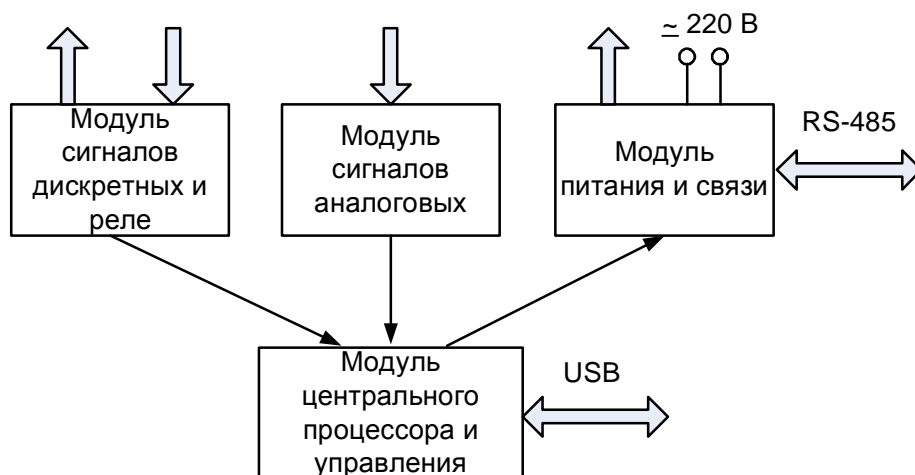 ≃ 220 В
Модуль
сигналов
дискретных и
реле
Модуль
сигналов
аналоговых
Модуль
питания и связи
RS-485
Модуль
центрального
процессора и
управления
USB